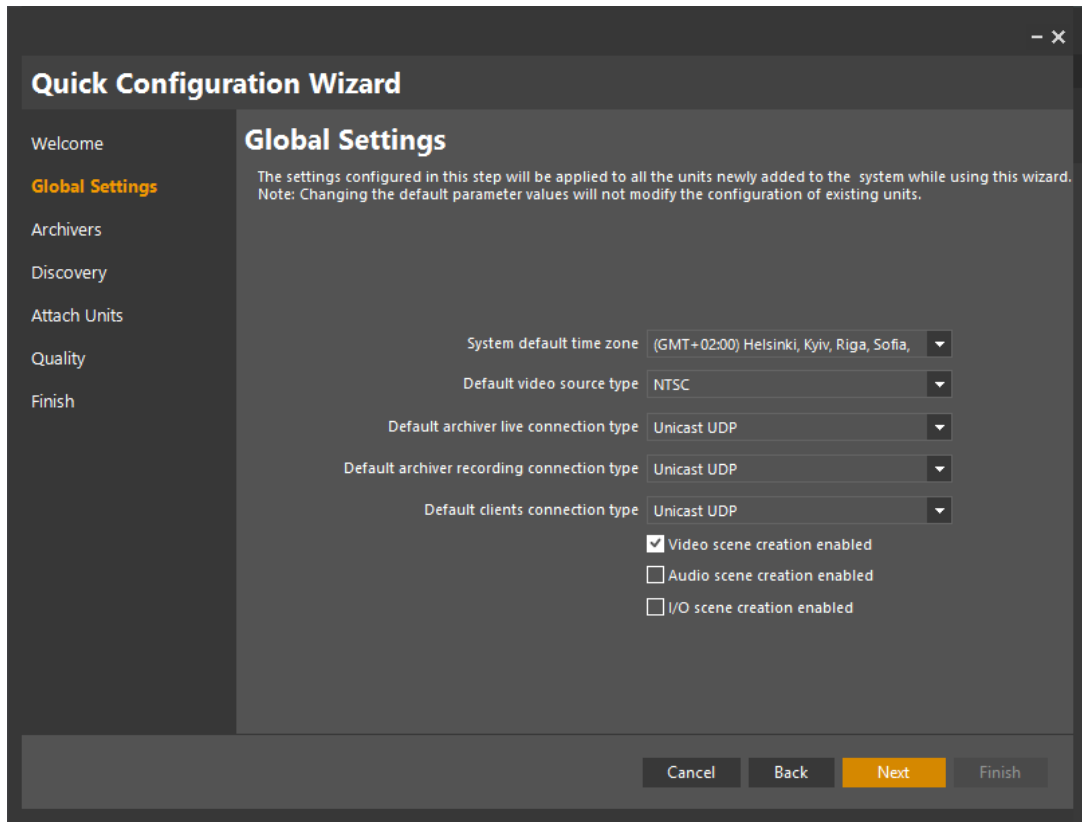 Quick Configuration Wizard
Welcome
Global Settings
Archivers
Discovery
Attach Units
Quality
Finish
Global Settings
The settings configured in this step will be applied to all the units newly added to the system while using this wizard.
Note: Changing the default parameter values will not modify the configuration of existing units.
System default time zone (GMT+02:00) Helsinki, Kyiv, Riga, Sofia,
Default video source type NTSC
Default archiver live connection type Unicast UDP
Default archiver recording connection type Unicast UDP
Default clients connection type Unicast UDP
Video scene creation enabled
Audio scene creation enabled
I/O scene creation enabled
Cancel Back Next Finish